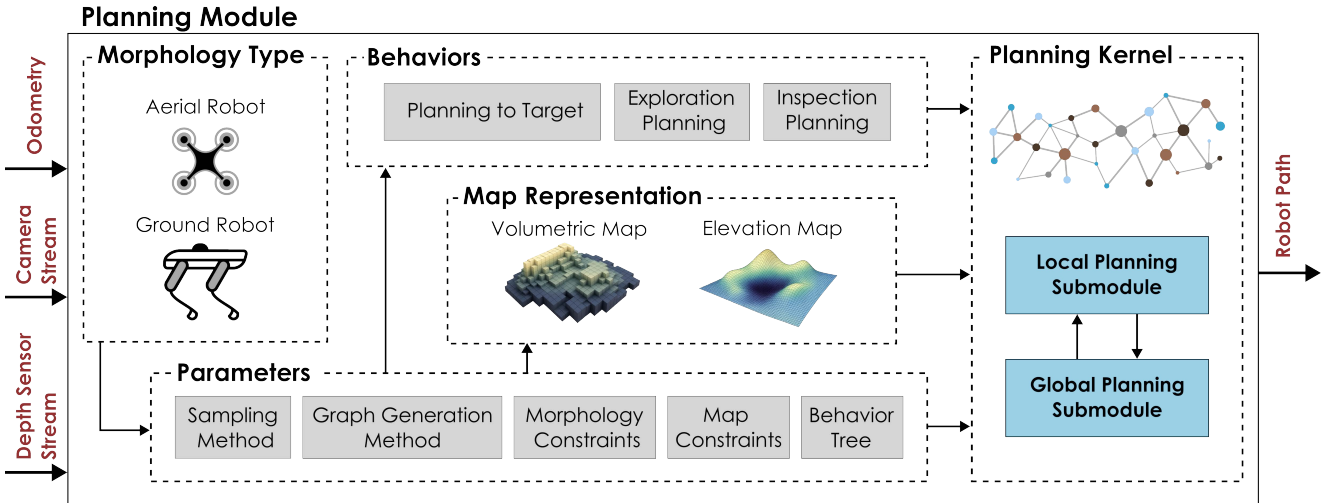 Planning Module
Odometry
Camera
Stream
Depth Sensor
Stream
Morphology Type
Aerial Robot
Ground Robot
Behaviors
Planning to Target
Exploration
Planning
Inspection
Planning
Map Representation
Volumetric Map
Elevation Map
Parameters
Sampling
Method
Graph Generation
Method
Morphology
Constraints
Map
Constraints
Behavior
Tree
Planning Kernel
Local Planning
Submodule
Global Planning
Submodule
Robot Path